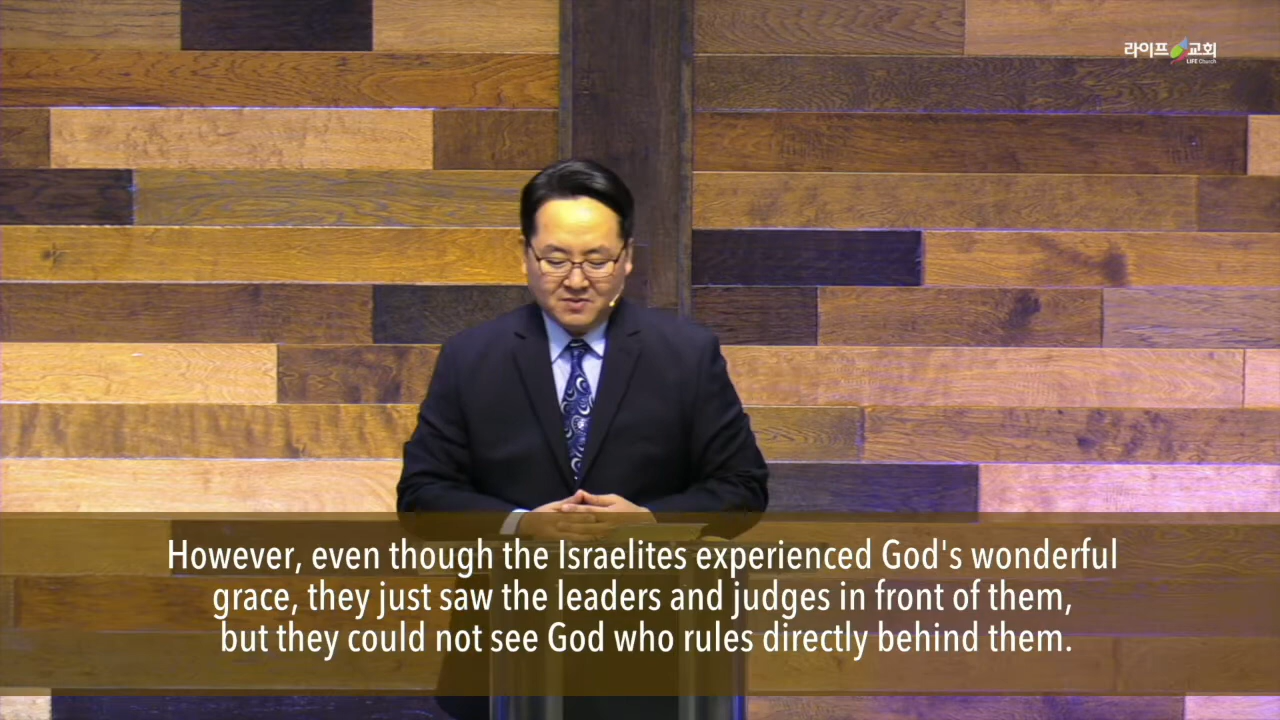 라이프 교회
LIFE Church
However, even though the Israelites experienced God's wonderful
grace, they just saw the leaders and judges in front of them,
but they could not see God who rules directly behind them.